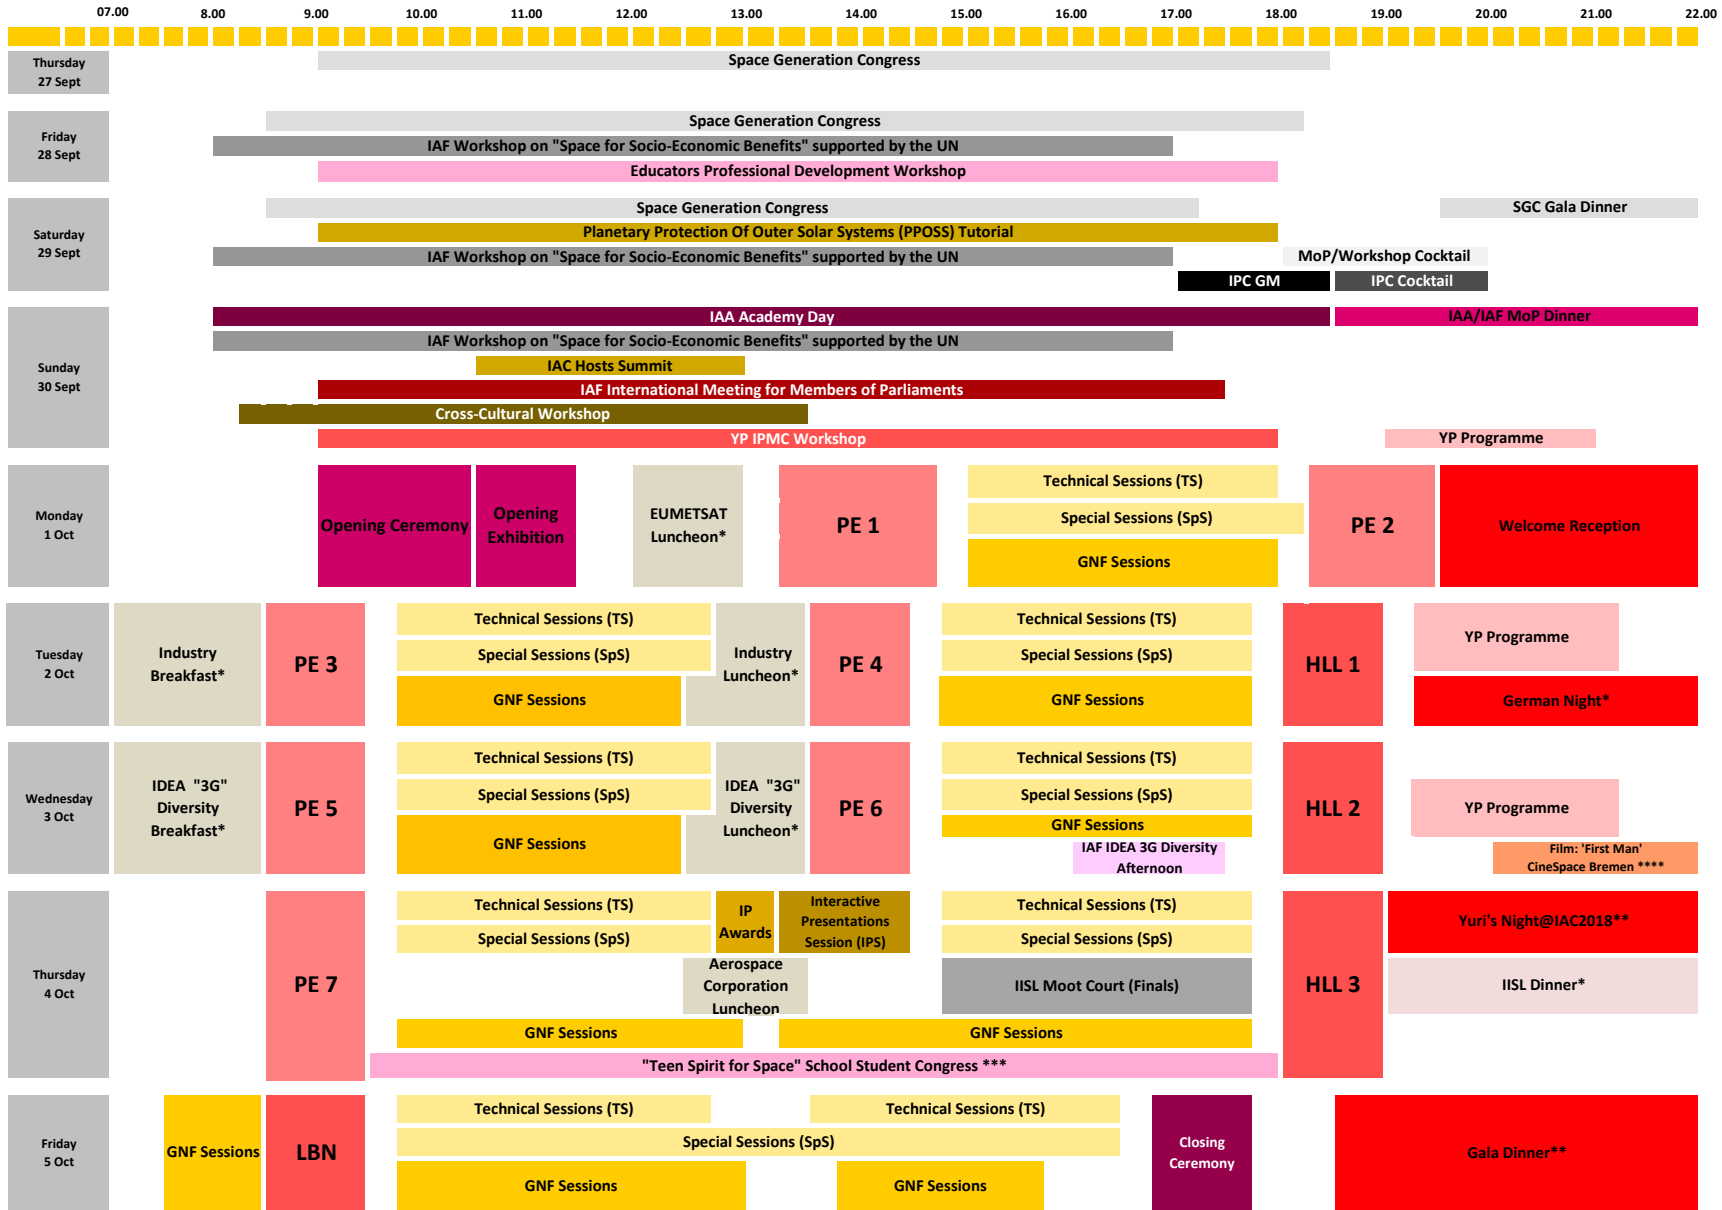 07.00 8.00 9.00 10.00 11.00 12.00 13.00 14.00 15.00 16.00 17.00 18.00 19.00 20.00 21.00 22.00
Thursday
27 Sept
Space Generation Congress
Friday
28 Sept
Space Generation Congress
IAF Workshop on "Space for Socio-Economic Benefits" supported by the UN
Educators Professional Development Workshop
Saturday
29 Sept
Space Generation Congress
SGC Gala Dinner
Planetary Protection Of Outer Solar Systems (PPOSS) Tutorial
IAF Workshop on "Space for Socio-Economic Benefits" supported by the UN
MoP/Workshop Cocktail
IPC GM
IPC Cocktail
Sunday
30 Sept
IAA Academy Day
IAA/IAF MoP Dinner
IAF Workshop on "Space for Socio-Economic Benefits" supported by the UN
IAC Hosts Summit
IAF International Meeting for Members of Parliaments
Cross-Cultural Workshop
YP IPMC Workshop
YP Programme
Monday
1 Oct
Opening Ceremony
Opening
Exhibition
EUMETSAT
Luncheon*
PE 1
Technical Sessions (TS)
Special Sessions (SpS)
GNF Sessions
PE 2
Welcome Reception
Tuesday
2 Oct
Industry
Breakfast*
PE 3
Technical Sessions (TS)
Special Sessions (SpS)
GNF Sessions
Industry
Luncheon*
PE 4
Technical Sessions (TS)
Special Sessions (SpS)
GNF Sessions
HLL 1
YP Programme
German Night*
Wednesday
3 Oct
IDEA "3G"
Diversity
Breakfast*
PE 5
Technical Sessions (TS)
Special Sessions (SpS)
GNF Sessions
IDEA "3G"
Diversity
Luncheon*
PE 6
Technical Sessions (TS)
Special Sessions (SpS)
GNF Sessions
IAF IDEA 3G Diversity
Afternoon
HLL 2
YP Programme
Film: 'First Man'
CineSpace Bremen ****
Thursday
4 Oct
PE 7
Technical Sessions (TS)
Special Sessions (SpS)
IP
Awards
Interactive
Presentations
Session (IPS)
Aerospace
Corporation
Luncheon
Technical Sessions (TS)
Special Sessions (SpS)
IISL Moot Court (Finals)
GNF Sessions
GNF Sessions
"Teen Spirit for Space" School Student Congress ***
HLL 3
Yuri's Night@IAC2018**
IISL Dinner*
Friday
5 Oct
GNF Sessions
LBN
Technical Sessions (TS)
Technical Sessions (TS)
Special Sessions (SpS)
GNF Sessions
GNF Sessions
Closing
Ceremony
Gala Dinner**